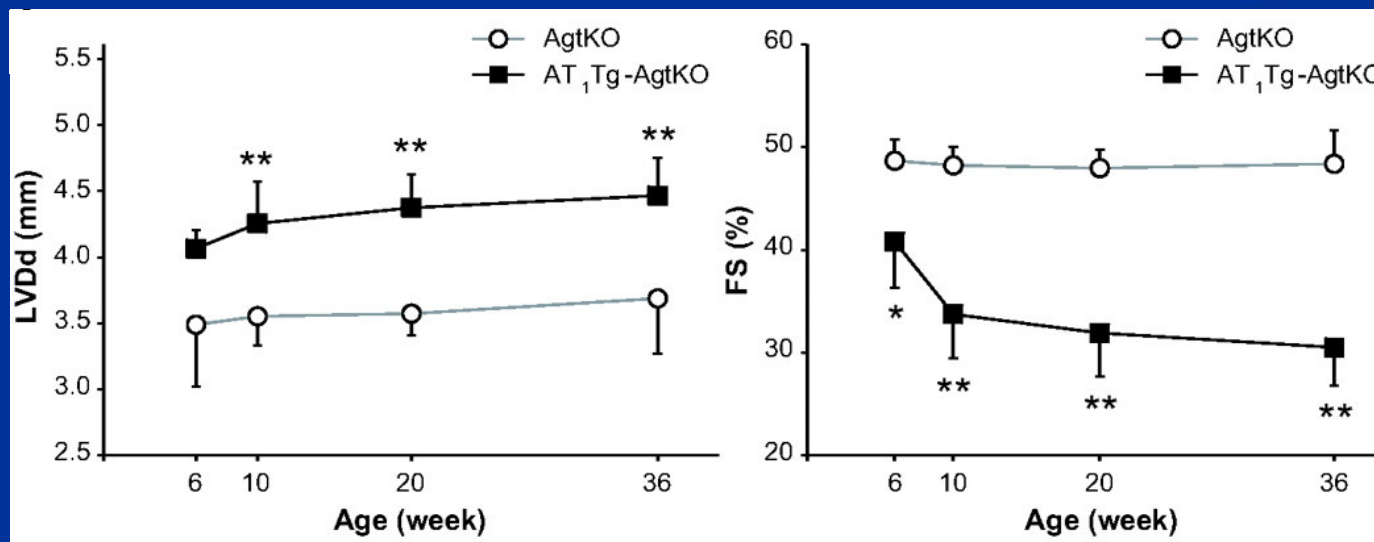 AgtKO
AT₁Tg-AgtKO
LVDd (mm)
5.5
5.0
4.5
4.0
3.5
3.0
2.5
** ** **
6 10 20 36
Age (week)
AgtKO
AT₁Tg-AgtKO
FS (%)
60
50
40
30
20
*
** ** **
6 10 20 36
Age (week)